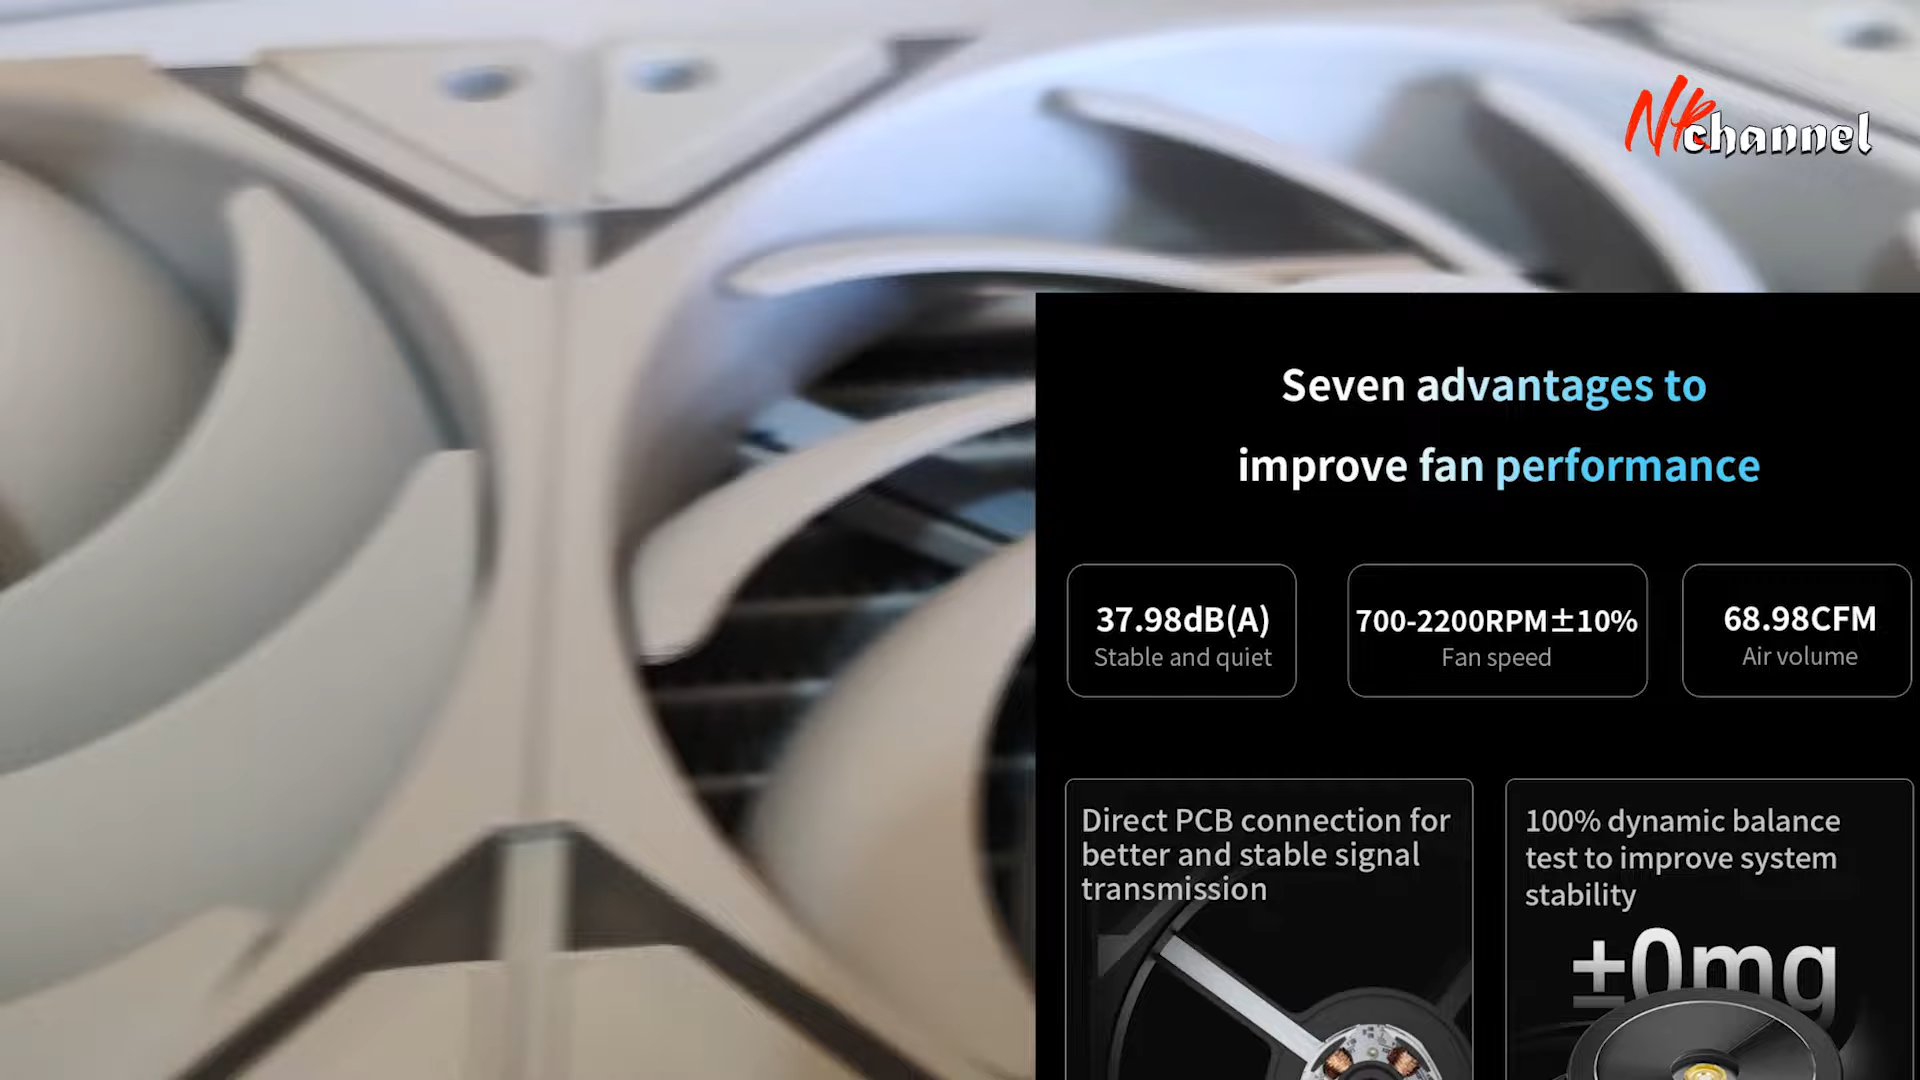 NK
channel
Seven advantages to
improve fan performance
37.98dB(A)
Stable and quiet
700-2200RPM±10%
Fan speed
68.98CFM
Air volume
Direct PCB connection for
better and stable signal
transmission
100% dynamic balance
test to improve system
stability
±0mg